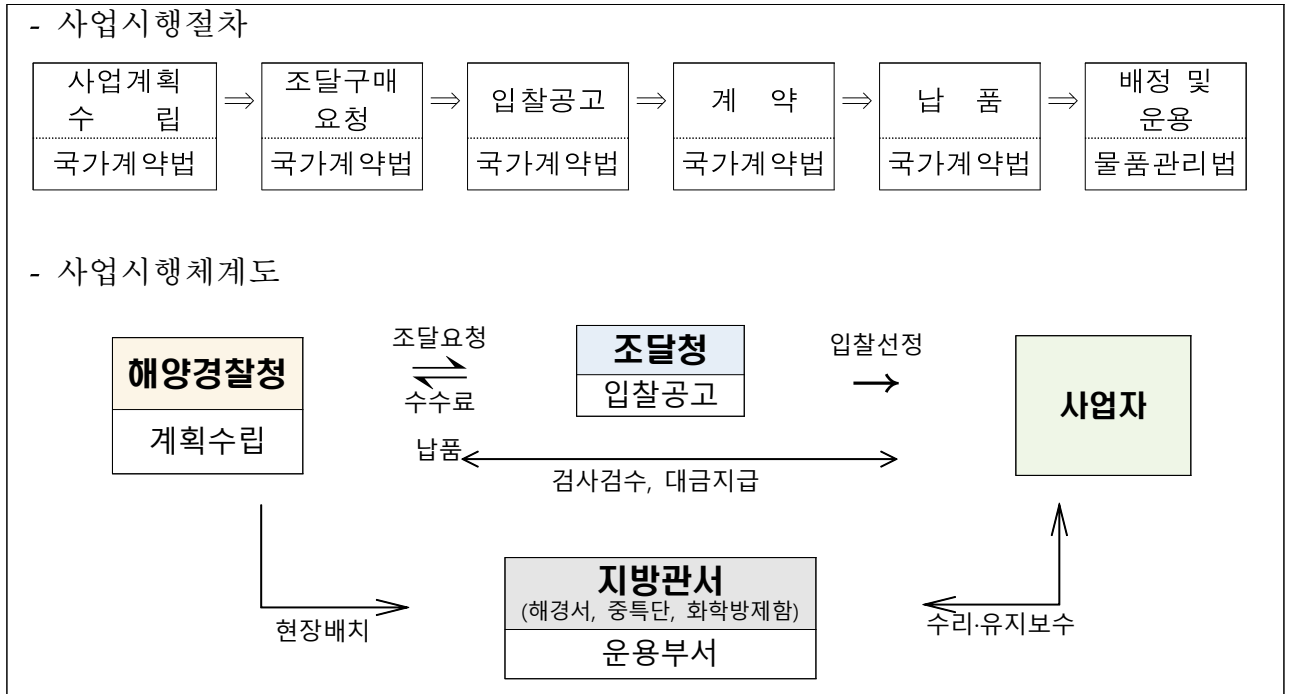 - 사업시행절차
사업계획
수 립
국가계약법
⇒
조달구매
요청
국가계약법
⇒
입찰공고
국가계약법
⇒
계 약
국가계약법
⇒
납 품
국가계약법
⇒
배정 및
운용
물품관리법
- 사업시행체계도
해양경찰청
계획수립
조달요청
수수료
조달청
입찰공고
입찰선정
사업자
납품
검사검수, 대금지급
현장배치
지방관서
(해경서, 중특단, 화학방제함)
운용부서
수리·유지보수